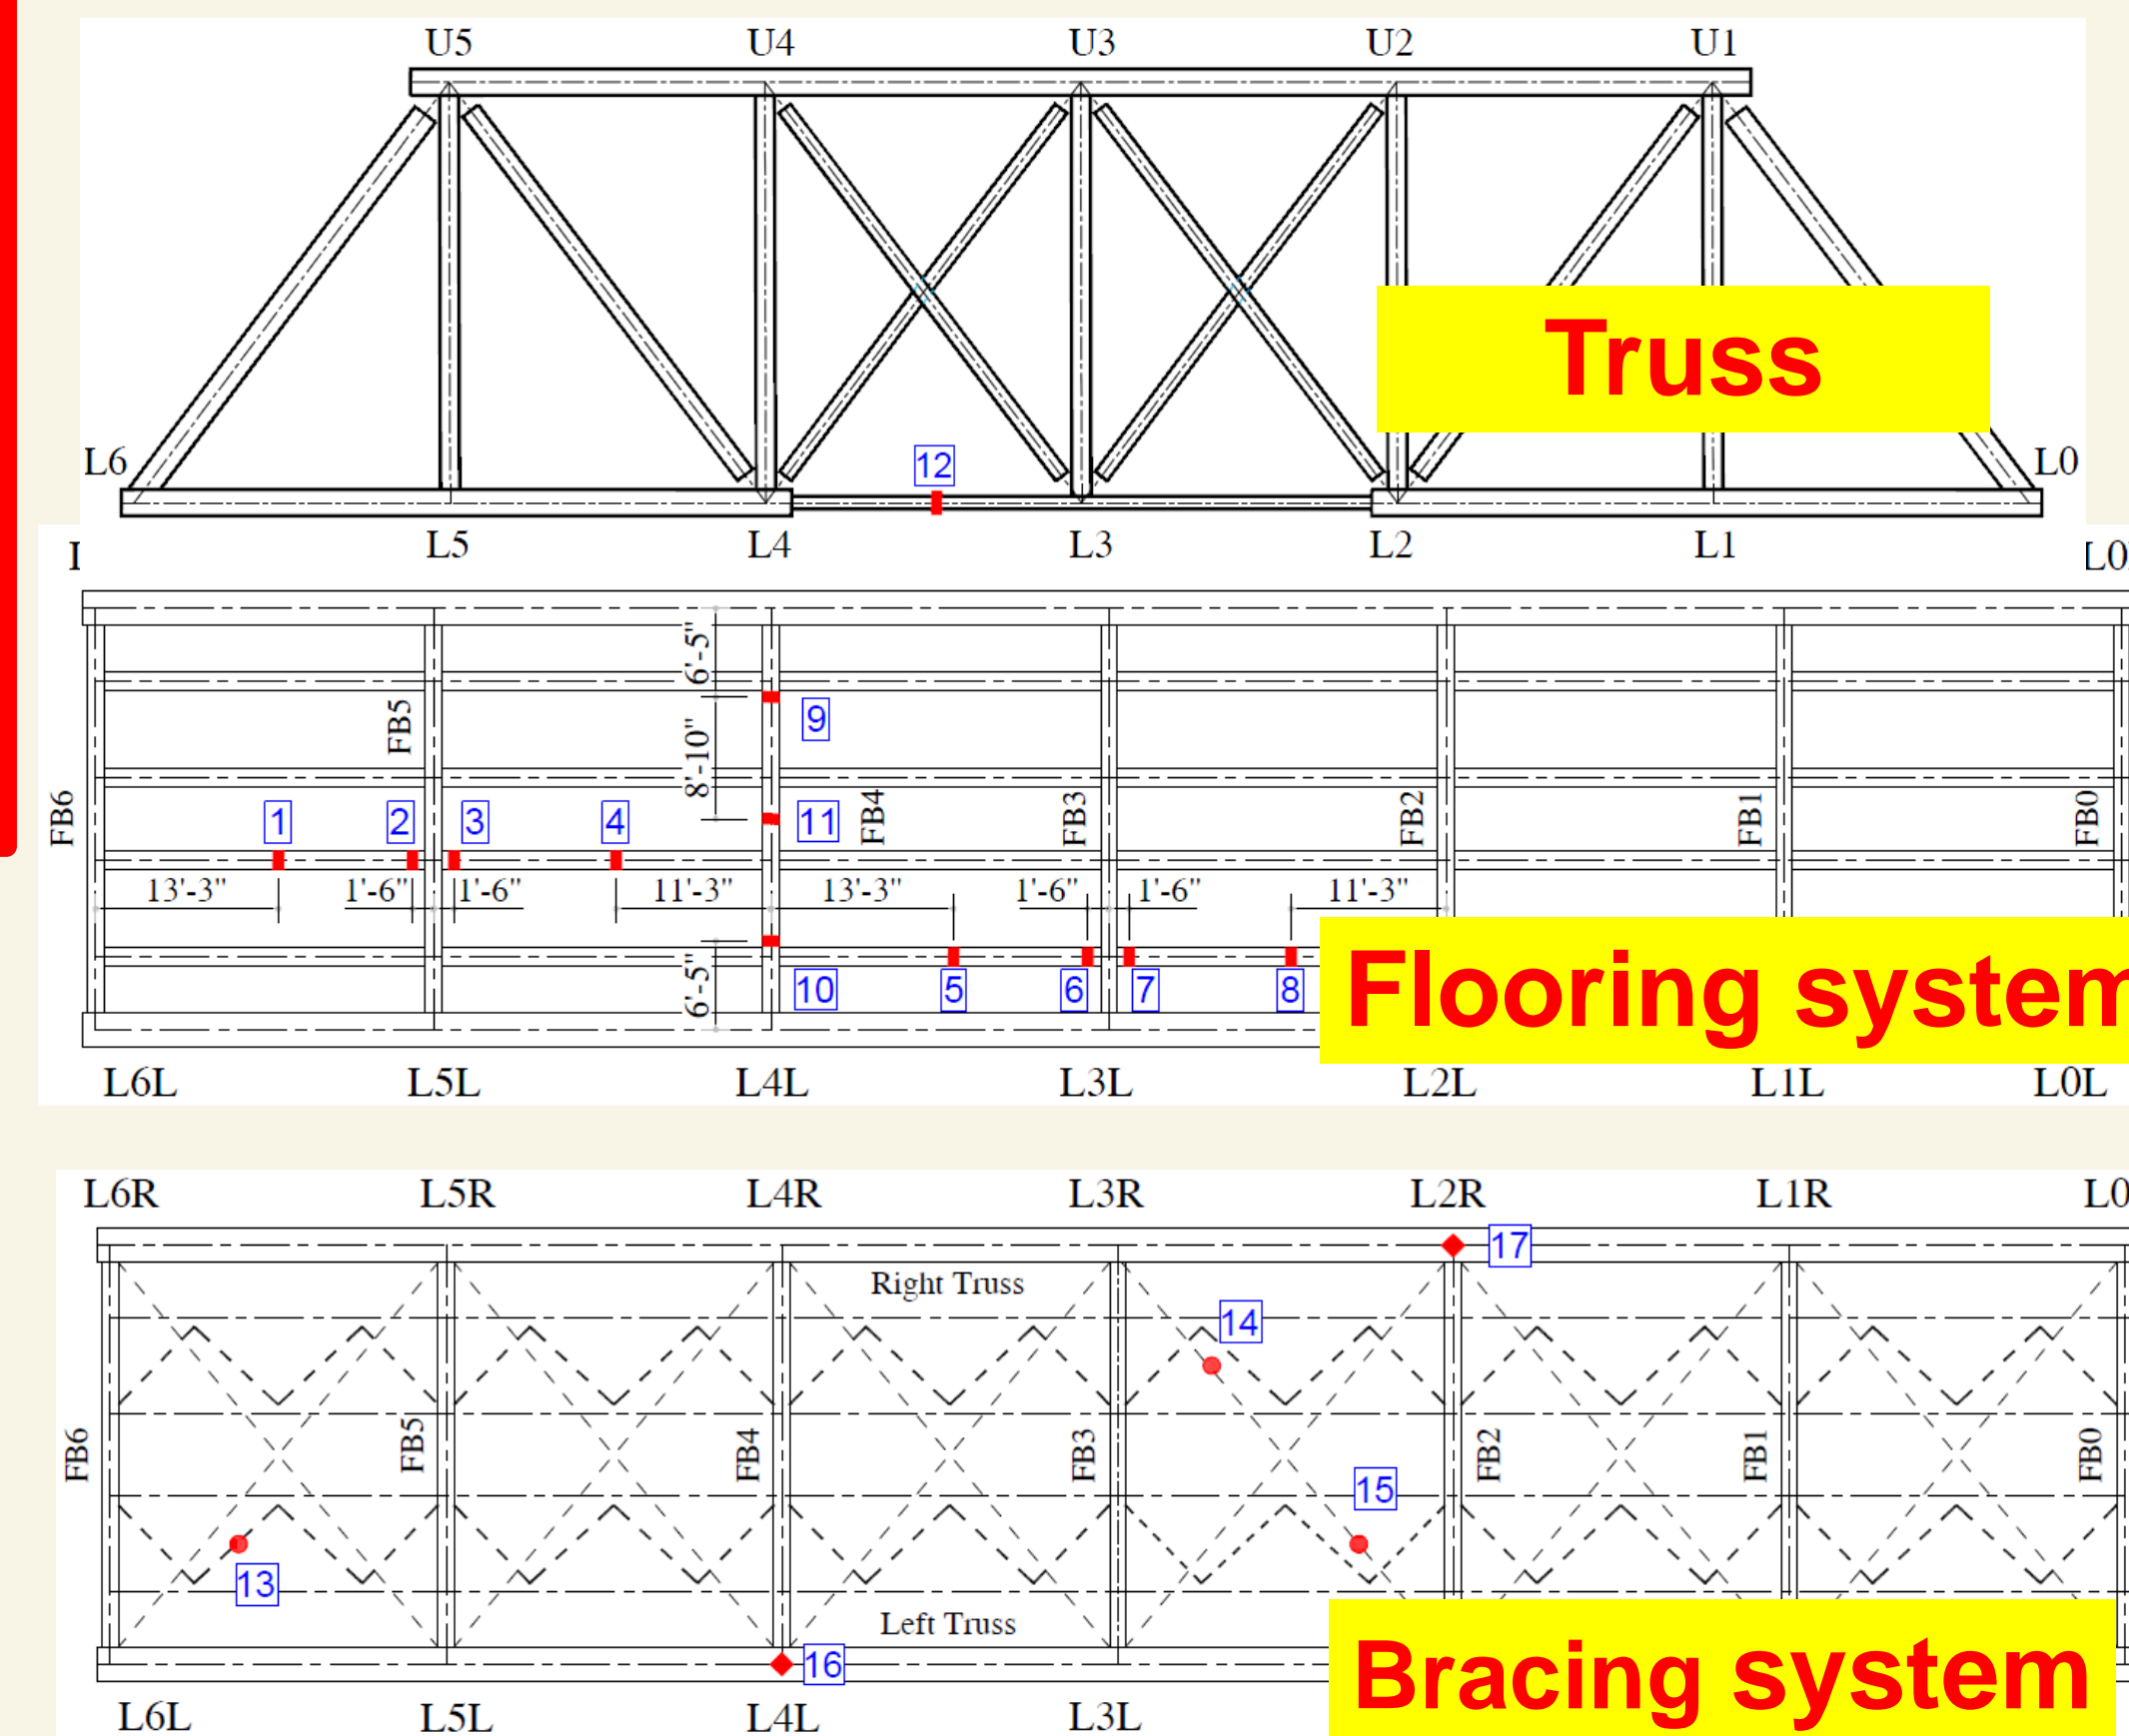 U5 U4 U3 U2 U1
Truss
L6 12 L0
L5 L4 L3 L2 L1 L0
6'-5"
FB5 9
8'-10"
FB6 1 2 3 4 11 FB4 FB3 FB2 FB1 FB0
13'-3" 1'-6" 1'-6" 11'-3" 13'-3" 1'-6" 1'-6" 11'-3"
6'-5" 10 5 6 7 8 Flooring system
L6L L5L L4L L3L L2L L1L L0L
L6R L5R L4R L3R L2R L1R L0
17
Right Truss
14
FB6 FB5 FB4 FB3 FB2 FB1 FB0
15
13
Left Truss
16 Bracing system
L6L L5L L4L L3L